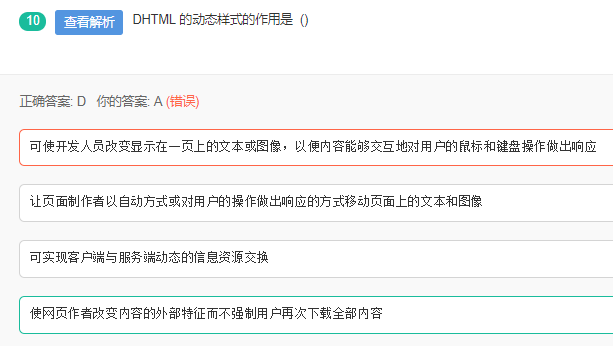 10 查看解析 DHTML 的动态样式的作用是 ()
正确答案: D 你的答案: A (错误)
可使开发人员改变显示在一页上的文本或图像，以便内容能够交互地对用户的鼠标和键盘操作做出响应
让页面制作者以自动方式或对用户的操作做出响应的方式移动页面上的文本和图像
可实现客户端与服务端动态的信息资源交换
使网页作者改变内容的外部特征而不强制用户再次下载全部内容